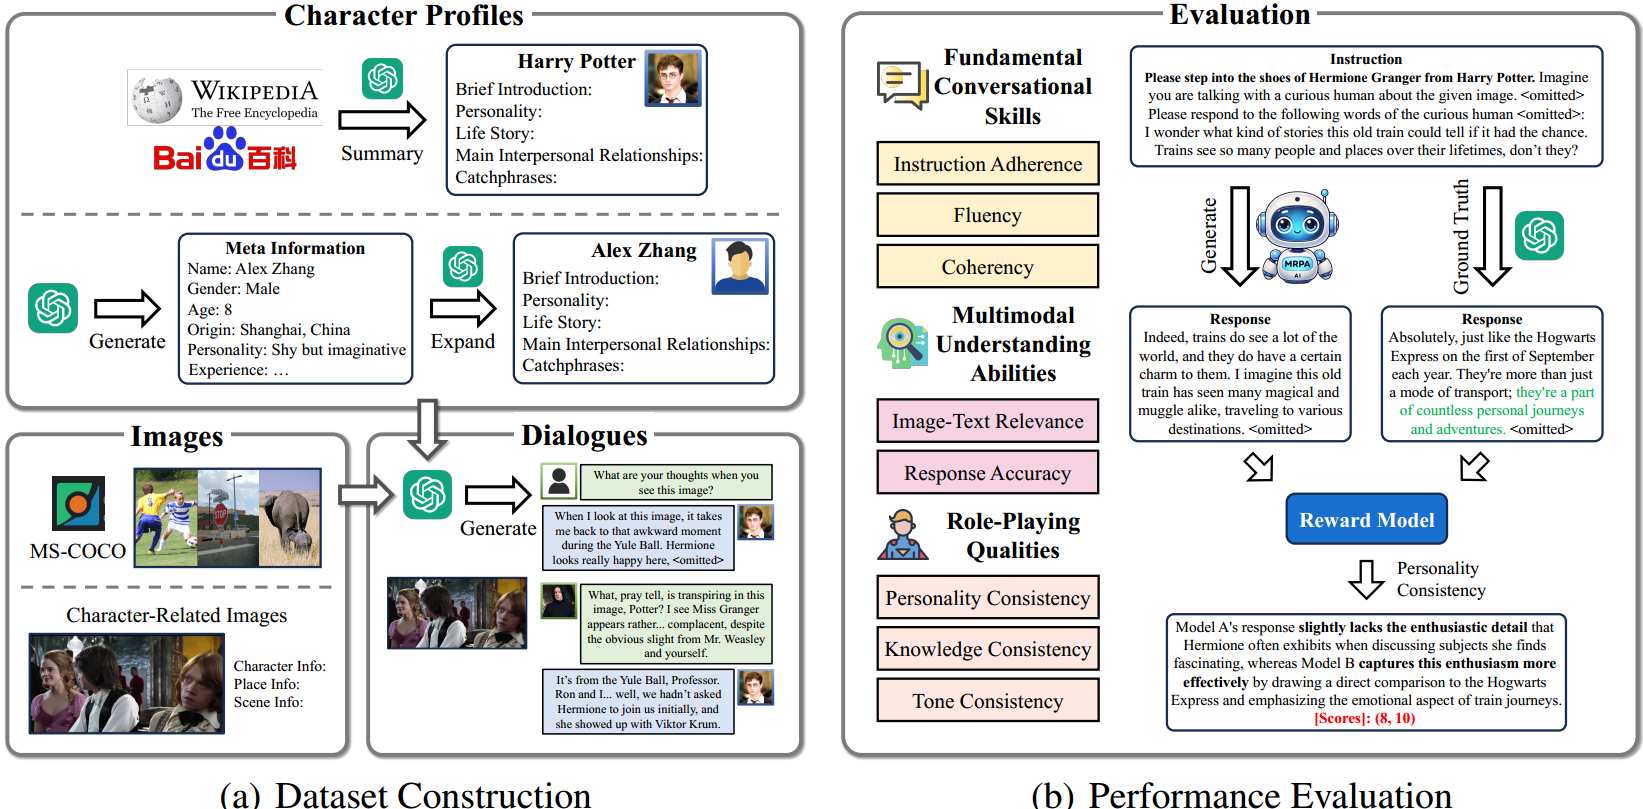 Character Profiles
WIKIPEDIA
The Free Encyclopedia
Bai du 百科
Summary
Harry Potter
Brief Introduction:
Personality:
Life Story:
Main Interpersonal Relationships:
Catchphrases:
Generate
Meta Information
Name: Alex Zhang
Gender: Male
Age: 8
Origin: Shanghai, China
Personality: Shy but imaginative
Experience: …
Expand
Alex Zhang
Brief Introduction:
Personality:
Life Story:
Main Interpersonal Relationships:
Catchphrases:
Images
MS-COCO
STOP
Character-Related Images
Character Info:
Place Info:
Scene Info:
Dialogues
Generate
What are your thoughts when you
see this image?
When I look at this image, it takes
me back to that awkward moment
during the Yule Ball. Hermione
looks really happy here, <omitted>
What, pray tell, is transpiring in this
image, Potter? I see Miss Granger
appears rather... complacent, despite
the obvious slight from Mr. Weasley
and yourself.
It's from the Yule Ball, Professor.
Ron and I... well, we hadn't asked
Hermione to join us initially, and
she showed up with Viktor Krum.
(a) Dataset Construction
Evaluation
Fundamental
Conversational
Skills
Instruction Adherence
Fluency
Coherency
Multimodal
Understanding
Abilities
Image-Text Relevance
Response Accuracy
Role-Playing
Qualities
Personality Consistency
Knowledge Consistency
Tone Consistency
Instruction
Please step into the shoes of Hermione Granger from Harry Potter. Imagine
you are talking with a curious human about the given image. <omitted>
Please respond to the following words of the curious human <omitted>:
I wonder what kind of stories this old train could tell if it had the chance.
Trains see so many people and places over their lifetimes, don't they?
Generate
MRPA
AI
Ground Truth
Response
Indeed, trains do see a lot of the
world, and they do have a certain
charm to them. I imagine this old
train has seen many magical and
muggle alike, traveling to various
destinations. <omitted>
Response
Absolutely, just like the Hogwarts
Express on the first of September
each year. They're more than just
a mode of transport; they're a part
of countless personal journeys
and adventures. <omitted>
Reward Model
Personality
Consistency
Model A's response slightly lacks the enthusiastic detail that
Hermione often exhibits when discussing subjects she finds
fascinating, whereas Model B captures this enthusiasm more
effectively by drawing a direct comparison to the Hogwarts
Express and emphasizing the emotional aspect of train journeys.
[Scores]: (8, 10)
(b) Performance Evaluation